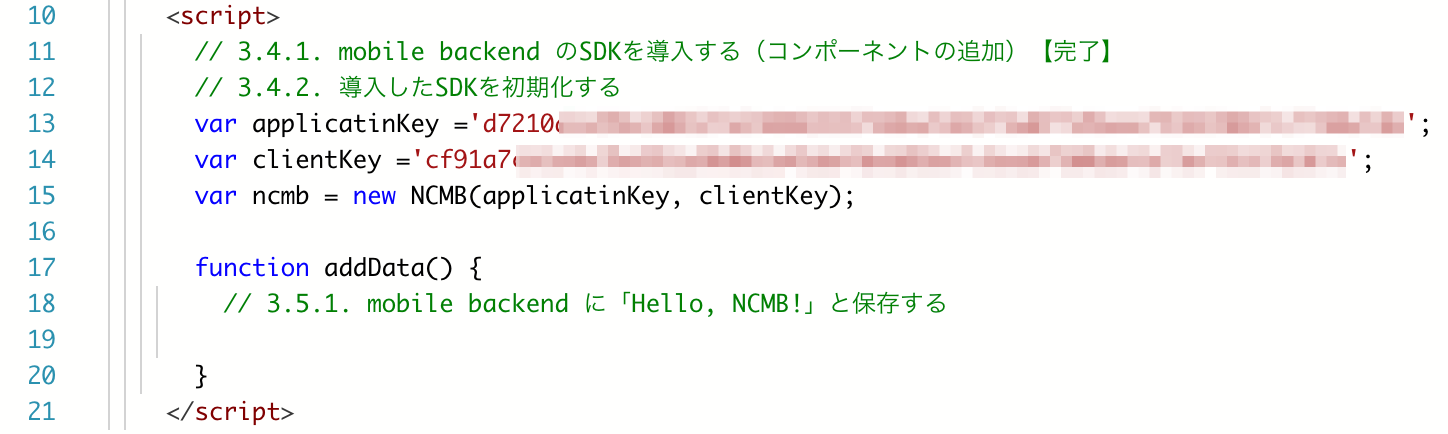 10 <script>
11 // 3.4.1. mobile backend のSDKを導入する（コンポーネントの追加）【完了】
12 // 3.4.2. 導入したSDKを初期化する
13 var applicatinKey ='d7210 ';
14 var clientKey ='cf91a7 ';
15 var ncmb = new NCMB(applicatinKey, clientKey);
16
17 function addData() {
18 // 3.5.1. mobile backend に「Hello, NCMB!」と保存する
19
20 }
21 </script>